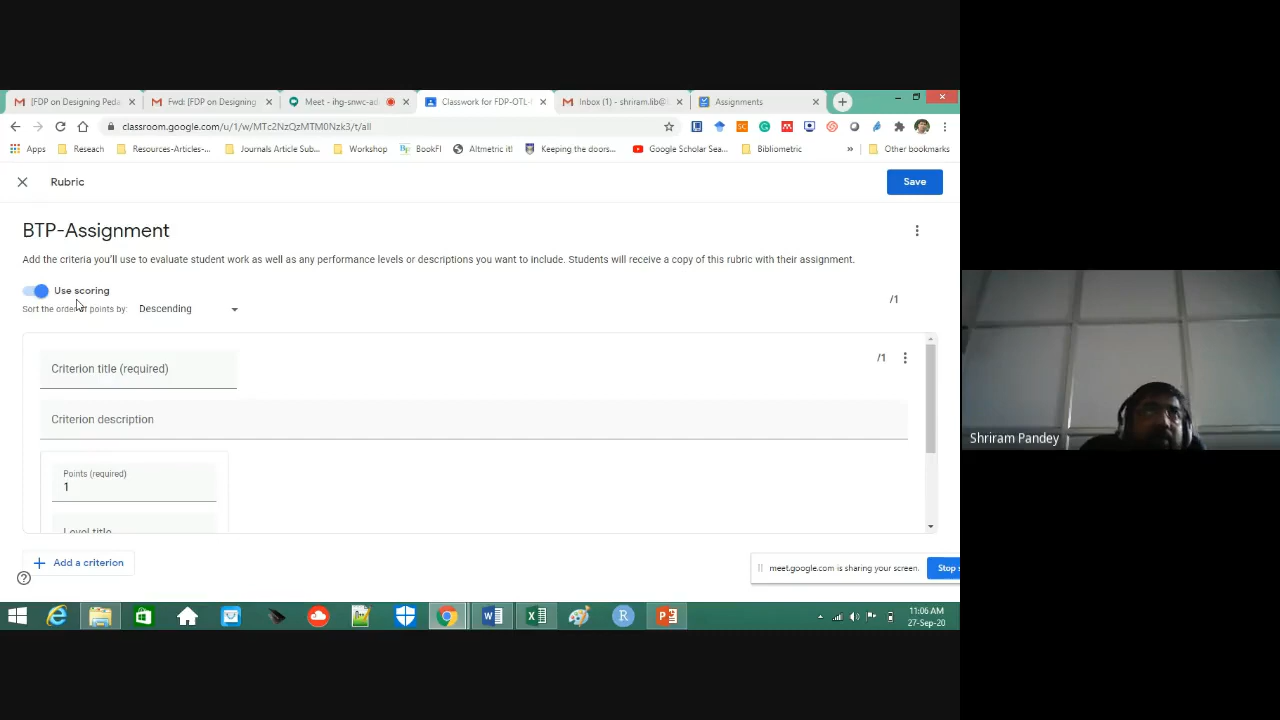 [FDP on Designing Peda
Fwd: [FDP on Designing
Meet - ihg-snwc-ad
Classwork for FDP-OTL-
Inbox (1) - shriram.lib@
Assignments
classroom.google.com/u/1/w/MTc2NzQzMTM0Nzk3/t/all
Apps
Reseach
Resources-Articles-...
Journals Article Sub...
Workshop
BookFI
Altmetric it!
Keeping the doors...
Google Scholar Sea...
Bibliometric
»
Other bookmarks
Rubric
Save
BTP-Assignment
Add the criteria you'll use to evaluate student work as well as any performance levels or descriptions you want to include. Students will receive a copy of this rubric with their assignment.
Use scoring
Sort the order of points by:
Descending
/1
Criterion title (required)
/1
Criterion description
Points (required)
1
Level title
Add a criterion
meet.google.com is sharing your screen.
Stop s
11:06 AM
27-Sep-20
Shriram Pandey